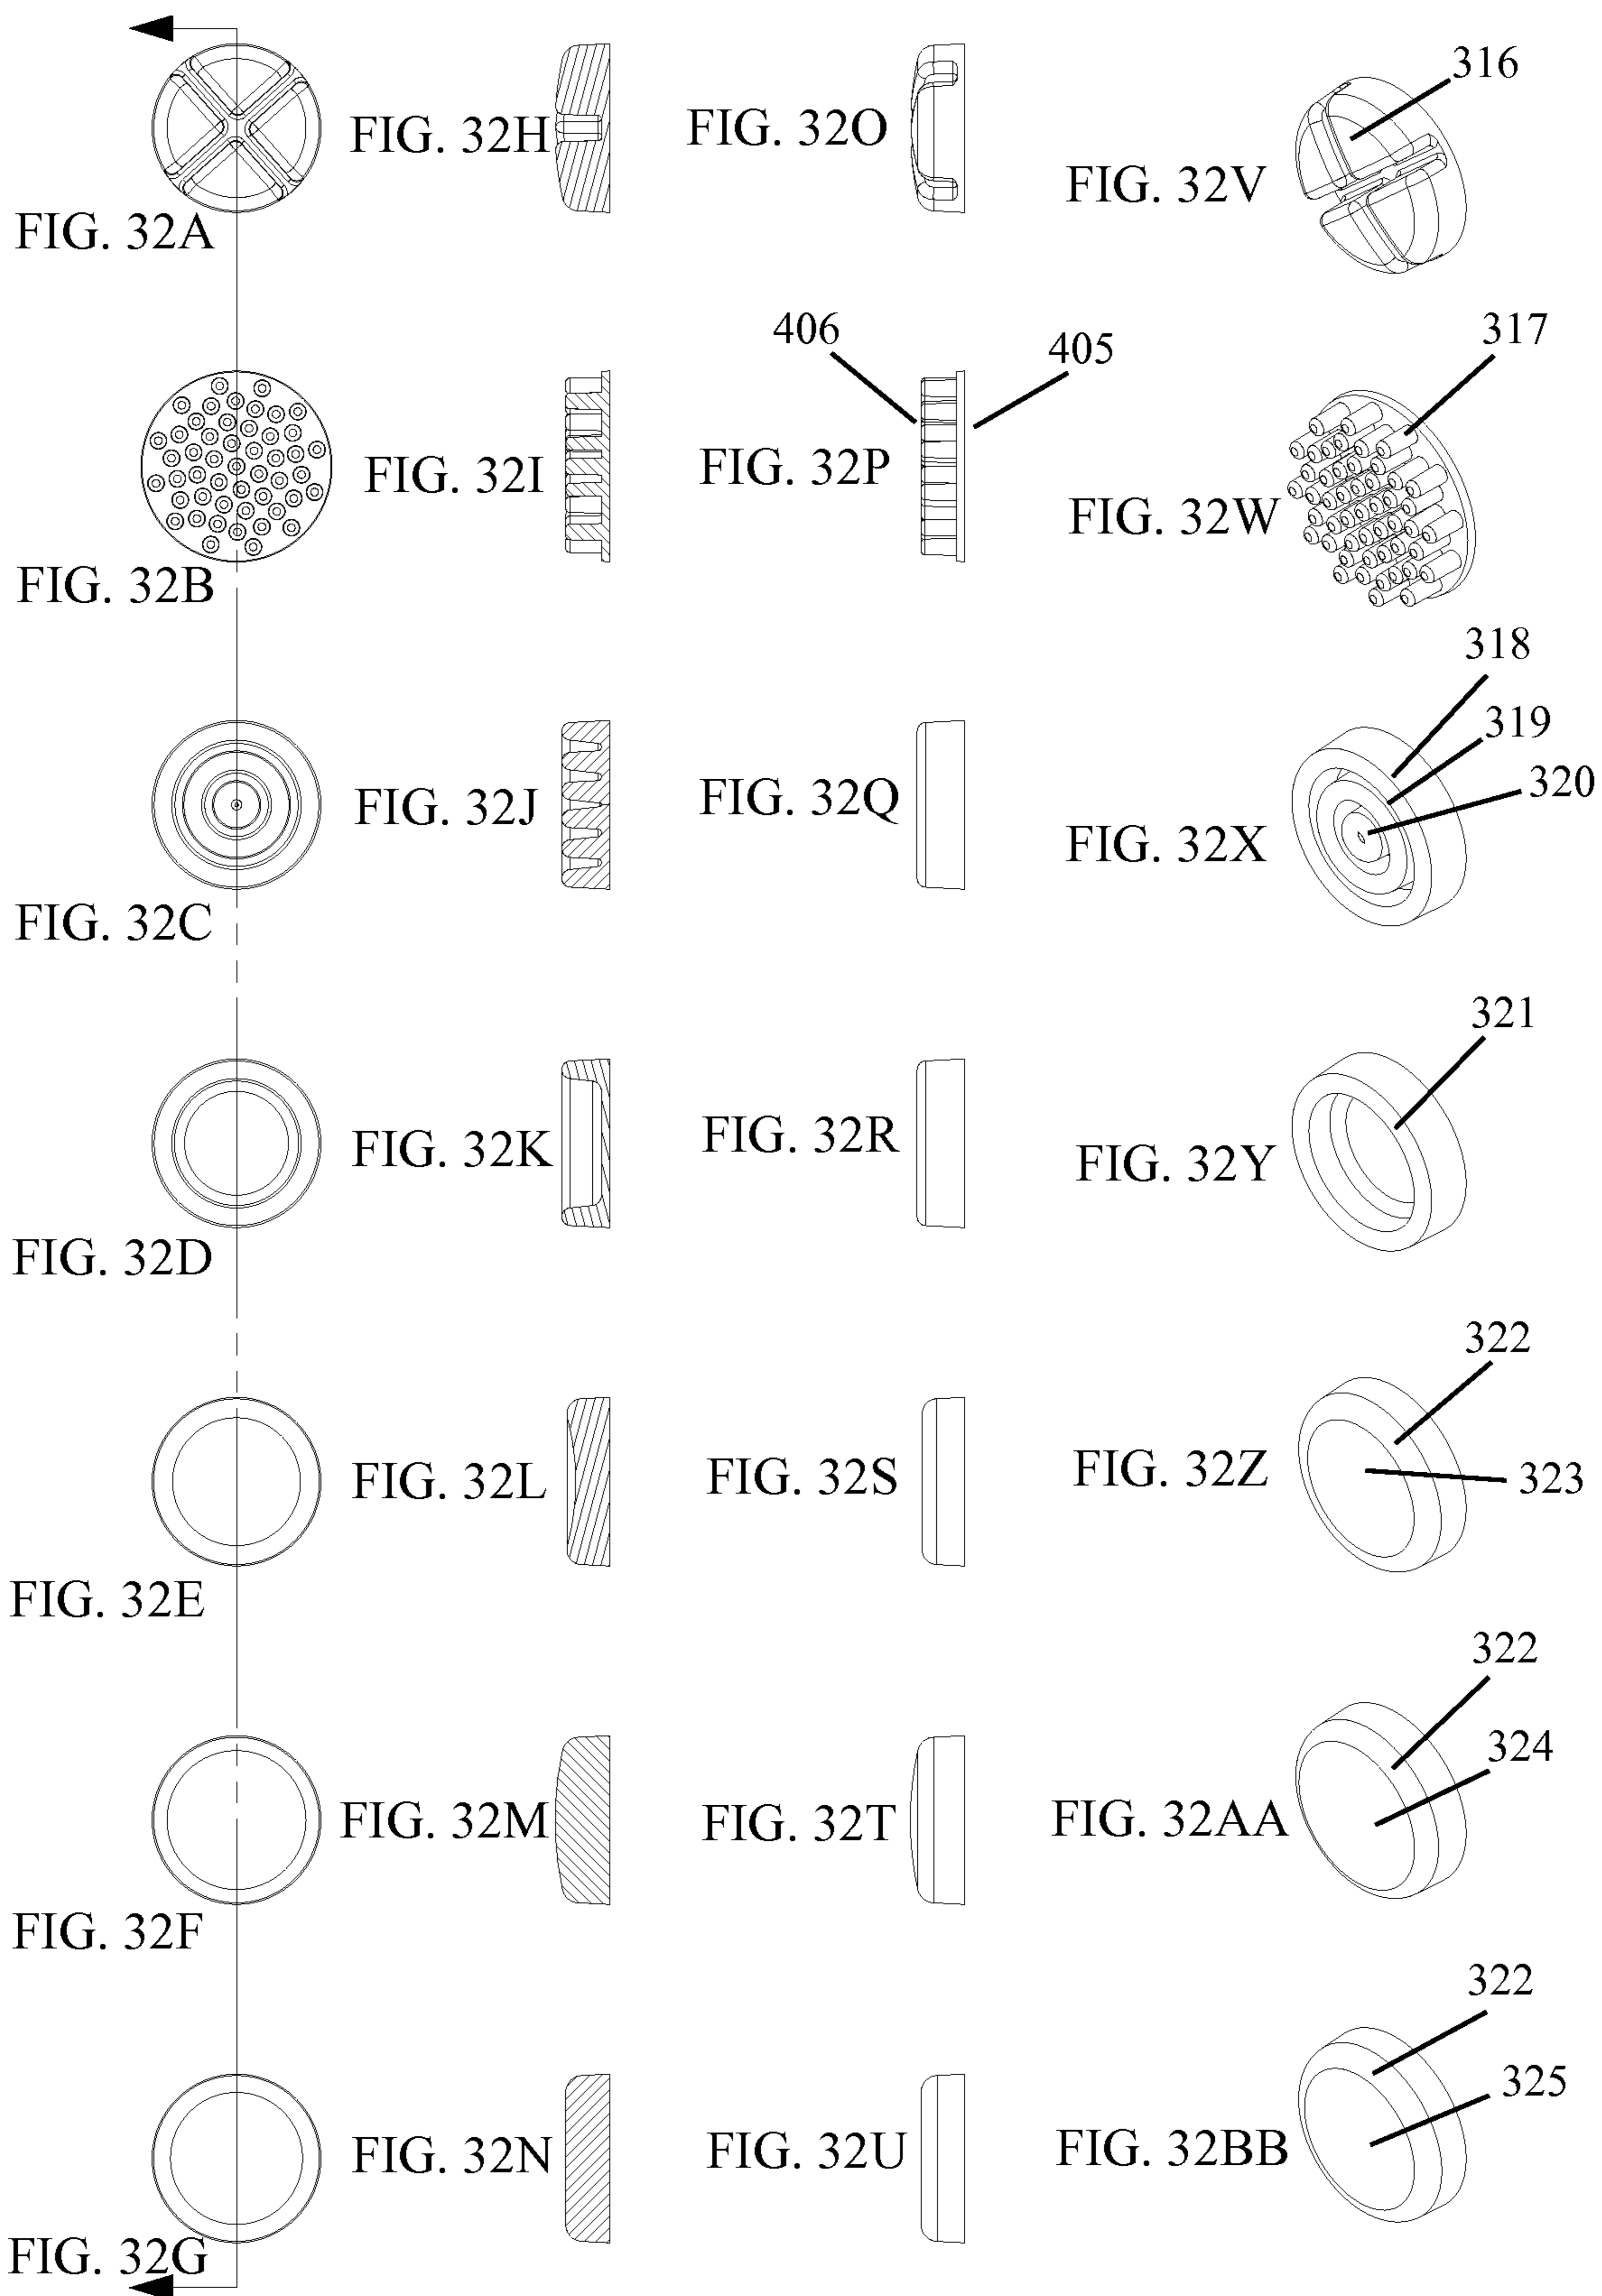 316
FIG. 32A
FIG. 32H
FIG. 32O
FIG. 32V
406
405
317
FIG. 32B
FIG. 32I
FIG. 32P
FIG. 32W
318
319
320
FIG. 32C
FIG. 32J
FIG. 32Q
FIG. 32X
321
FIG. 32D
FIG. 32K
FIG. 32R
FIG. 32Y
322
323
FIG. 32E
FIG. 32L
FIG. 32S
FIG. 32Z
322
324
FIG. 32F
FIG. 32M
FIG. 32T
FIG. 32AA
322
325
FIG. 32G
FIG. 32N
FIG. 32U
FIG. 32BB